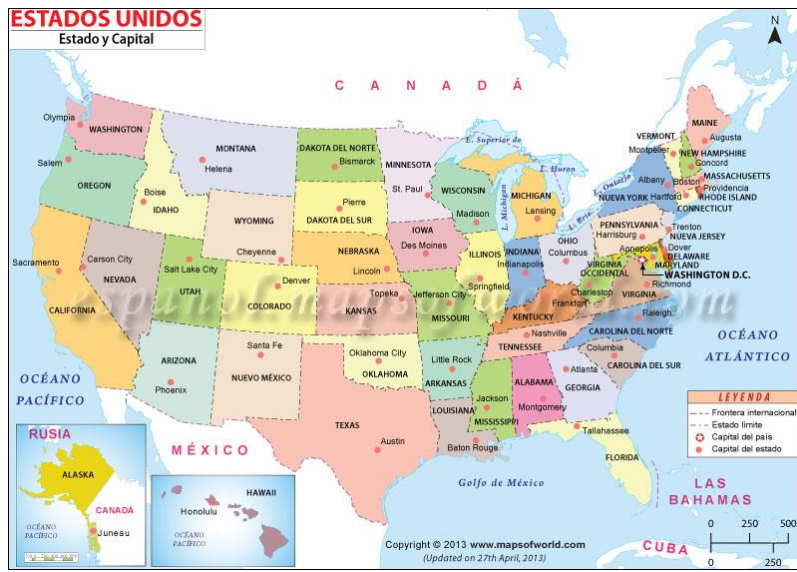 ESTADOS UNIDOS
Estado y Capital
N
C A N A D Á
Olympia
WASHINGTON
MONTANA
Helena
DAKOTA DEL NORTE
Bismarck
MINNESOTA
St. Paul
L. Superior de
L. Huron
L. Michigan
L. Ontario
L. Erie
MAINE
Augusta
VERMONT
Montpelier
NEW HAMPSHIRE
Concord
MASSACHUSETTS
Boston
Providencia
RHODE ISLAND
CONNECTICUT
Hartford
Albany
NUEVA YORK
Salem
OREGON
Boise
IDAHO
WYOMING
Cheyenne
Pierre
DAKOTA DEL SUR
WISCONSIN
Madison
MICHIGAN
Lansing
IOWA
Des Moines
NEBRASKA
Lincoln
ILLINOIS
Springfield
INDIANA
Indianapolis
OHIO
Columbus
PENNSYLVANIA
Harrisburg
Trenton
NUEVA JERSEY
Annapolis
Dover
DELAWARE
MARYLAND
WASHINGTON D.C.
Sacramento
CALIFORNIA
Carson City
NEVADA
Salt Lake City
UTAH
Denver
COLORADO
Topeka
KANSAS
Jefferson City
MISSOURI
VIRGINIA
OCCIDENTAL
Charleston
Richmond
VIRGINIA
Frankfort
KENTUCKY
Nashville
TENNESSEE
Raleigh
CAROLINA DEL NORTE
Columbia
CAROLINA DEL SUR
espanol.mapsofworld.com
ARIZONA
Phoenix
Santa Fe
NUEVO MÉXICO
Oklahoma City
OKLAHOMA
Little Rock
ARKANSAS
TEXAS
Austin
LOUISIANA
Baton Rouge
Jackson
MISSISSIPPI
ALABAMA
Montgomery
Atlanta
GEORGIA
Tallahassee
FLORIDA
OCÉANO
PACÍFICO
OCÉANO
ATLÁNTICO
MÉXICO
Golfo de México
LAS
BAHAMAS
CUBA
LEYENDA
Frontera internacional
Estado límite
Capital del país
Capital del estado
RUSIA
ALASKA
CANADÁ
Juneau
OCÉANO
PACÍFICO
HAWAII
Honolulu
OCÉANO
PACÍFICO
Copyright © 2013 www.mapsofworld.com
(Updated on 27th April, 2013)
0 250 500
0 250